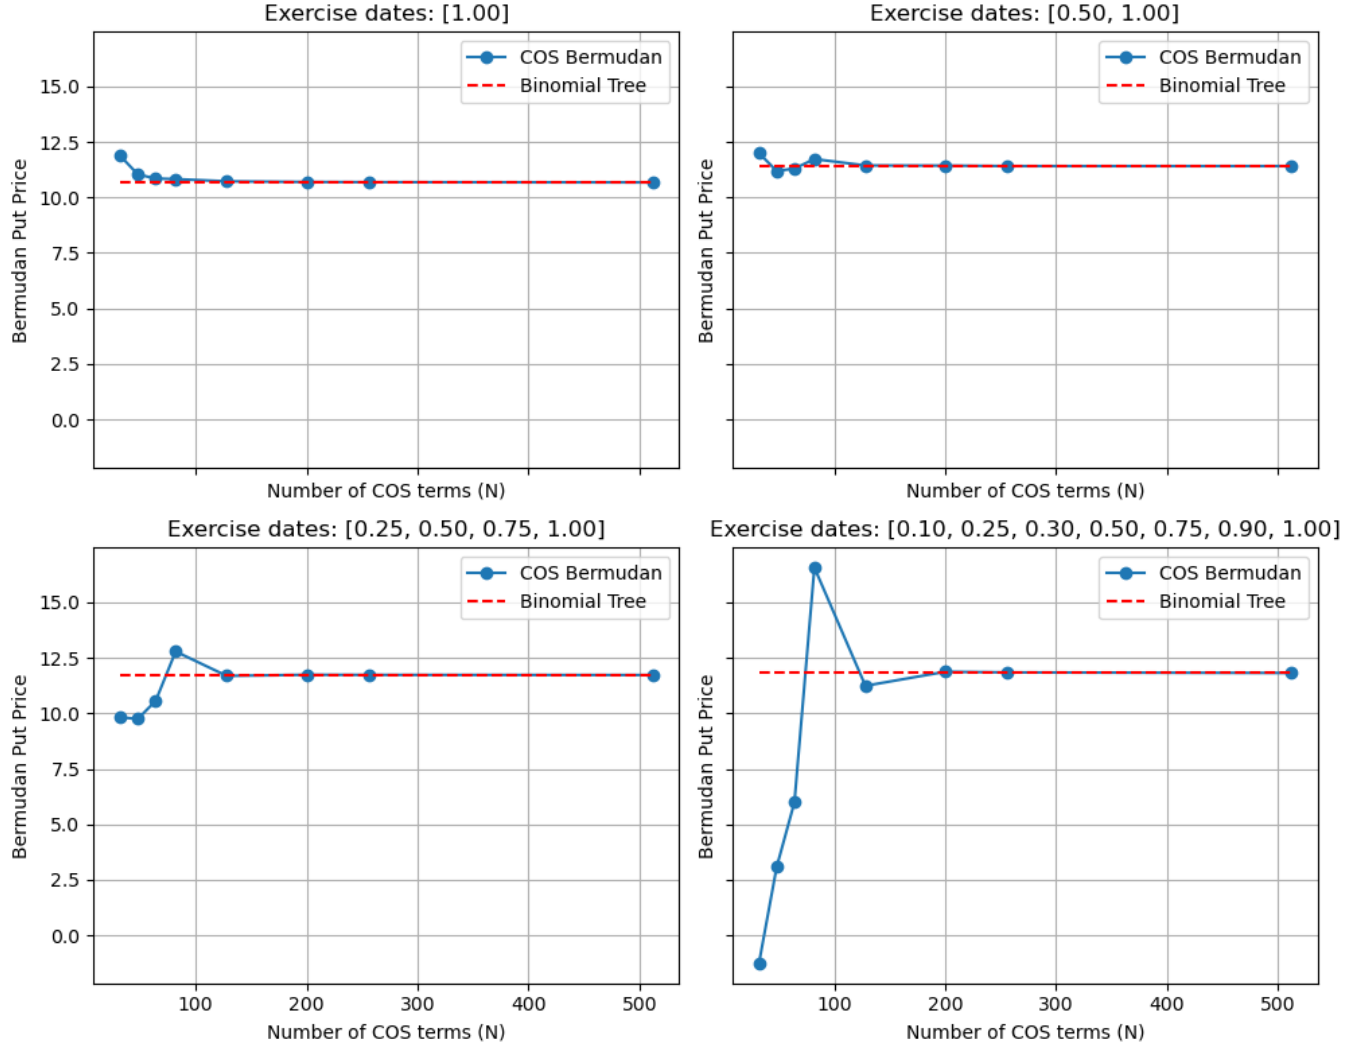 Exercise dates: [1.00]
15.0
12.5
10.0
7.5
5.0
2.5
0.0
Bermudan Put Price
COS Bermudan
Binomial Tree
100
200
300
400
500
Number of COS terms (N)
Exercise dates: [0.50, 1.00]
Bermudan Put Price
COS Bermudan
Binomial Tree
Number of COS terms (N)
Exercise dates: [0.25, 0.50, 0.75, 1.00]
15.0
12.5
10.0
7.5
5.0
2.5
0.0
Bermudan Put Price
COS Bermudan
Binomial Tree
100
200
300
400
500
Number of COS terms (N)
Exercise dates: [0.10, 0.25, 0.30, 0.50, 0.75, 0.90, 1.00]
Bermudan Put Price
COS Bermudan
Binomial Tree
100
200
300
400
500
Number of COS terms (N)